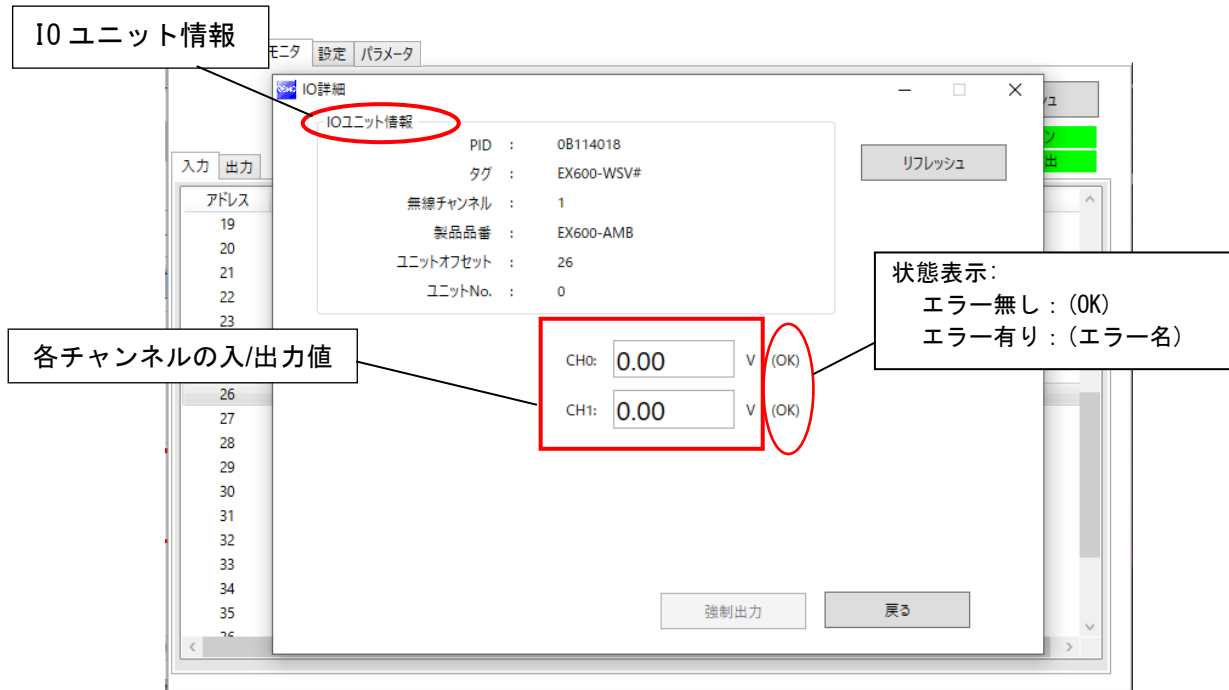 IO ユニット情報
モニタ 設定 パラメータ
IO詳細
IOユニット情報
PID : 0B114018
タグ : EX600-WSV#
無線チャンネル : 1
製品品番 : EX600-AMB
ユニットオフセット : 26
ユニットNo. : 0
リフレッシュ
入力 出力
アドレス
19
20
21
22
23
26
27
28
29
30
31
32
33
34
35
状態表示:
エラー無し:(OK)
エラー有り:(エラー名)
各チャンネルの入/出力値
CH0: 0.00 V (OK)
CH1: 0.00 V (OK)
強制出力 戻る